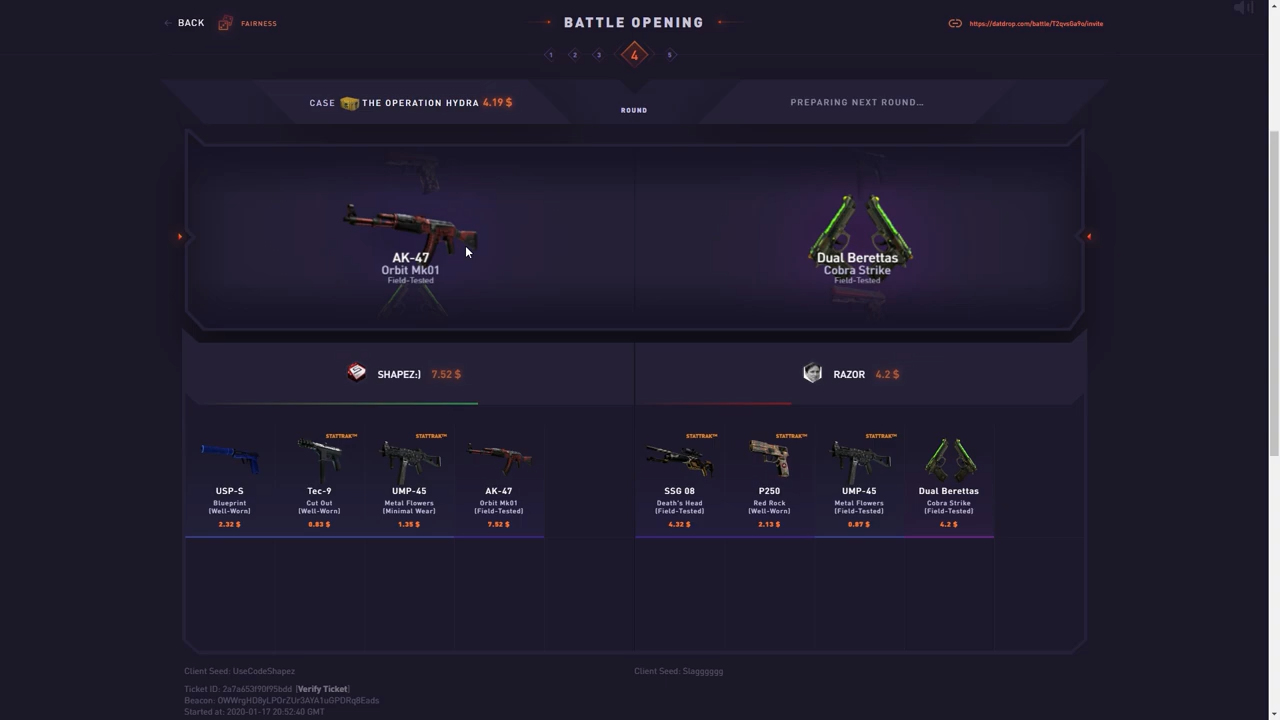 BACK
FAIRNESS
BATTLE OPENING
https://datdrop.com/battle/T2qvsGa9o/invite
1 2 3 4 5
CASE THE OPERATION HYDRA 4.19 $
ROUND
PREPARING NEXT ROUND...
AK-47
Orbit Mk01
Field-Tested
Dual Berettas
Cobra Strike
Field-Tested
SHAPEZ:) 7.52 $
RAZOR 4.2 $
USP-S
Blueprint
(Well-Worn)
2.32 $
STATTRAK™
Tec-9
Cut Out
(Well-Worn)
0.83 $
STATTRAK™
UMP-45
Metal Flowers
(Minimal Wear)
1.35 $
AK-47
Orbit Mk01
(Field-Tested)
7.52 $
STATTRAK™
SSG 08
Death's Head
(Field-Tested)
4.32 $
STATTRAK™
P250
Red Rock
(Well-Worn)
2.13 $
STATTRAK™
UMP-45
Metal Flowers
(Field-Tested)
0.87 $
Dual Berettas
Cobra Strike
(Field-Tested)
4.2 $
Client Seed: UseCodeShapez
Ticket ID: 2a7a653f90f95bdd [Verify Ticket]
Beacon: OWWrgHO8yLPOrZUr3AYA1uGPDRq8Eads
Started at: 2020-01-17 20:52:40 GMT
Client Seed: Slagggggg